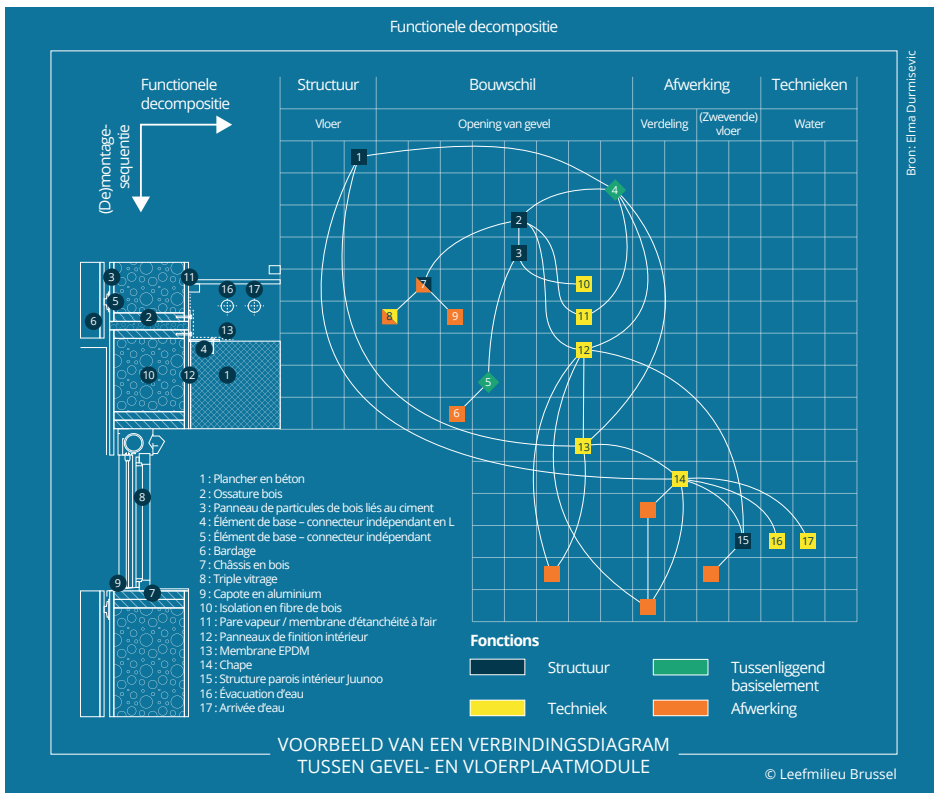 Functionele decompositie
Bron: Elma Durmisevic
Functionele
decompositie
(De)montage-
sequentie
Structuur
Bouwschil
Afwerking
Technieken
Vloer
Opening van gevel
Verdeling
(Zwevende)
vloer
Water
1
4
2
3
7
10
8
9
11
12
5
6
13
14
15
16
17
3
11
16
17
5
6
2
13
4
10
12
1
8
9
7
1 : Plancher en béton
2 : Ossature bois
3 : Panneau de particules de bois liés au ciment
4 : Élément de base – connecteur indépendant en L
5 : Élément de base – connecteur indépendant
6 : Bardage
7 : Châssis en bois
8 : Triple vitrage
9 : Capote en aluminium
10 : Isolation en fibre de bois
11 : Pare vapeur / membrane d'étanchéité à l'air
12 : Panneaux de finition intérieur
13 : Membrane EPDM
14 : Chape
15 : Structure parois intérieur Juunoo
16 : Évacuation d'eau
17 : Arrivée d'eau
Fonctions
Structuur
Tussenliggend
basiselement
Techniek
Afwerking
VOORBEELD VAN EEN VERBINDINGSDIAGRAM
TUSSEN GEVEL- EN VLOERPLAATMODULE
© Leefmilieu Brussel